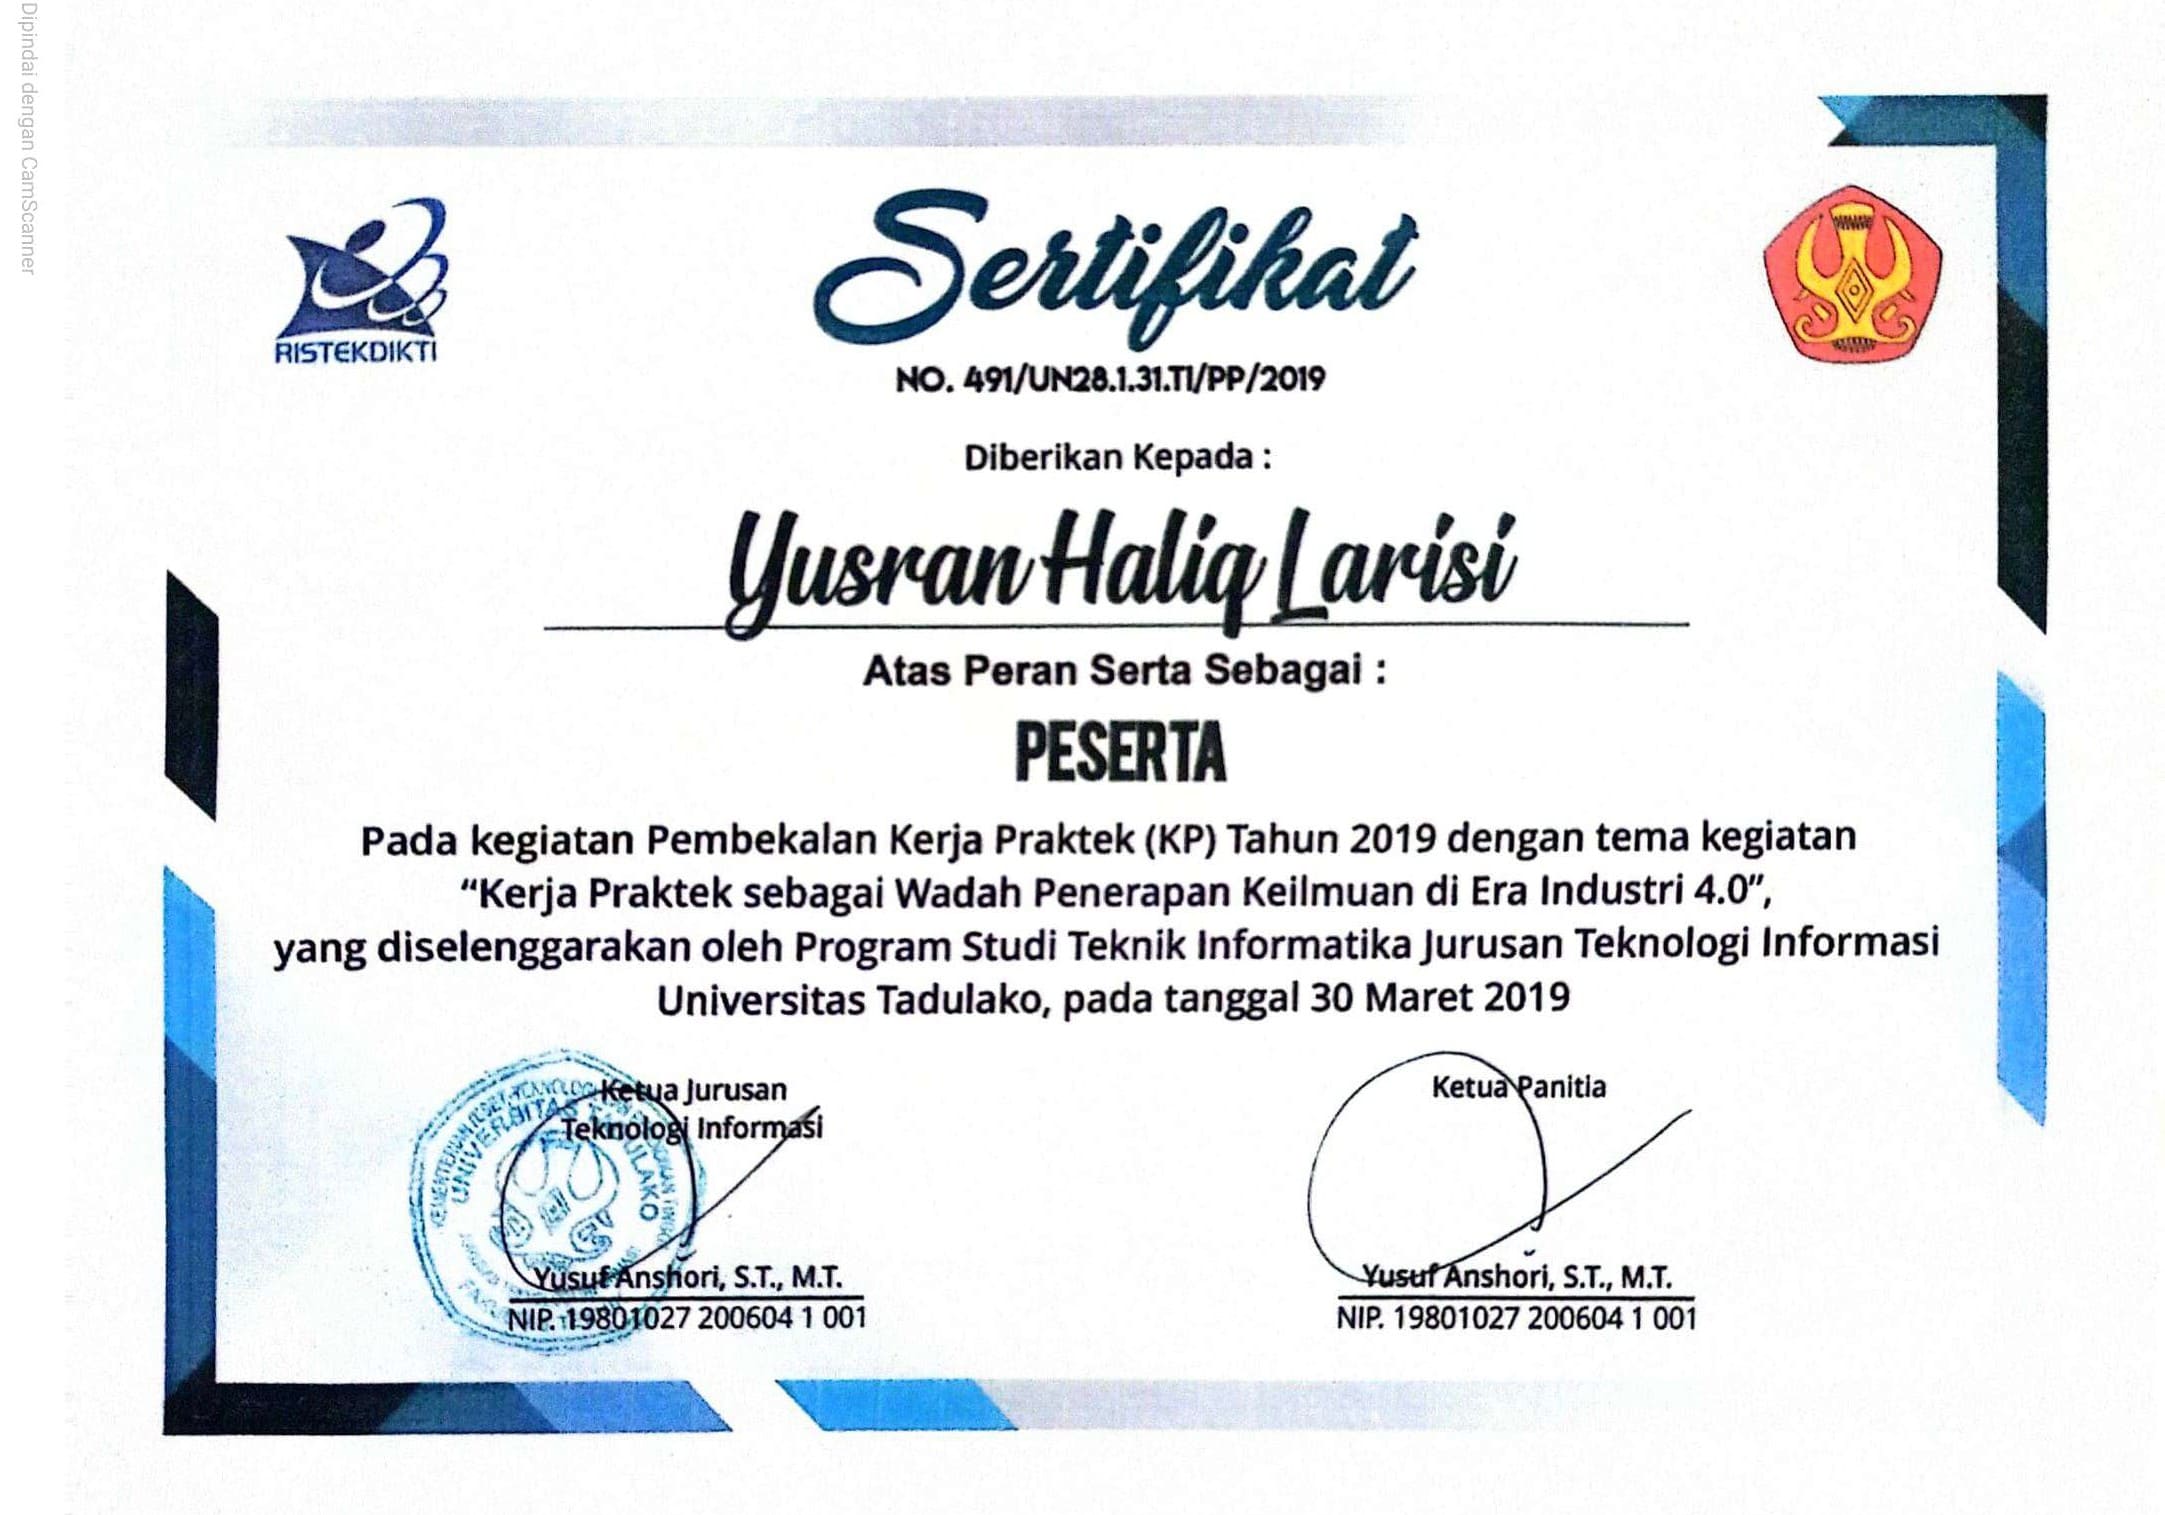 Dipindai dengan CamScanner
RISTEKDIKTI
Sertifikat
NO. 491/UN28.1.31.TI/PP/2019
Diberikan Kepada :
Yusran Haliq Larisi
Atas Peran Serta Sebagai :
PESERTA
Pada kegiatan Pembekalan Kerja Praktek (KP) Tahun 2019 dengan tema kegiatan
“Kerja Praktek sebagai Wadah Penerapan Keilmuan di Era Industri 4.0”,
yang diselenggarakan oleh Program Studi Teknik Informatika Jurusan Teknologi Informasi
Universitas Tadulako, pada tanggal 30 Maret 2019
Ketua Jurusan
Teknologi Informasi
UNIVERSITAS TADULAKO
Yusuf Anshori, S.T., M.T.
NIP. 19801027 200604 1 001
Ketua Panitia
Yusuf Anshori, S.T., M.T.
NIP. 19801027 200604 1 001